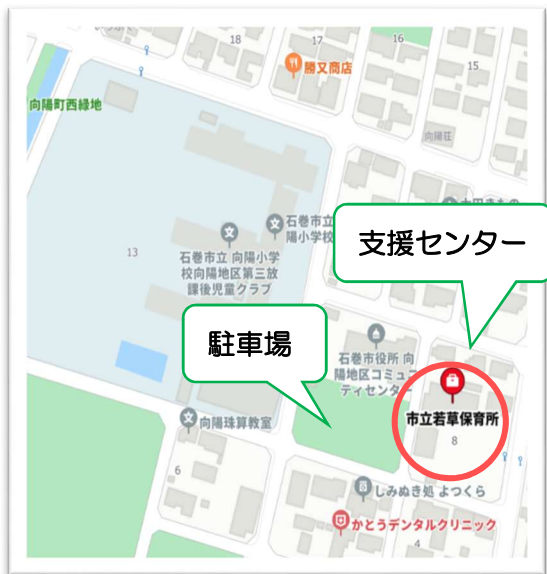 18
17
16
勝又商店
15
向陽町西緑地
向陽荘
石巻市立
陽小学校
支援センター
13
石巻市立 向陽小学
校向陽地区第三放
課後児童クラブ
駐車場
石巻市役所 向
陽地区コミュニ
ティセンター
市立若草保育所
向陽珠算教室
8
6
しみぬき処 よつくら
かとうデンタルクリニック
4